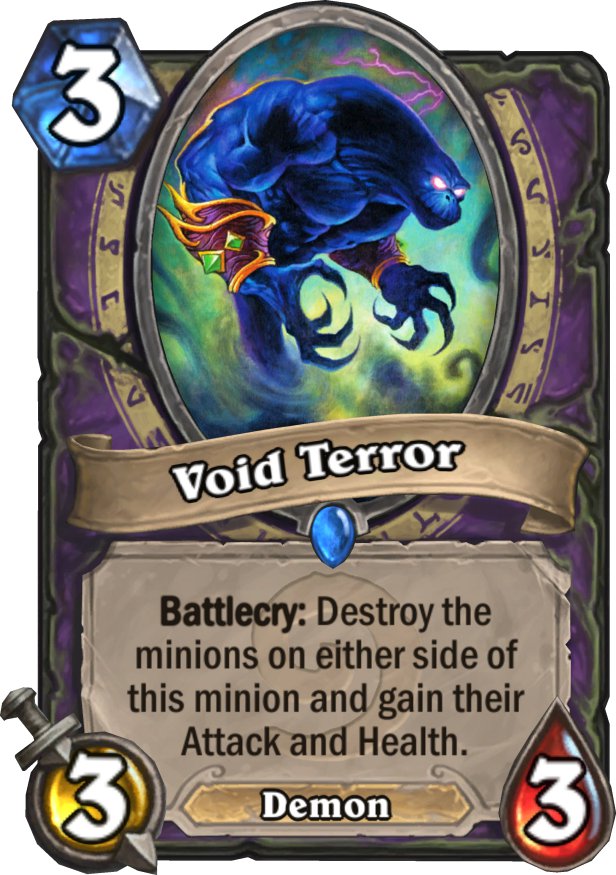 3
Void Terror
Battlecry: Destroy the
minions on either side of
this minion and gain their
Attack and Health.
3
Demon
3